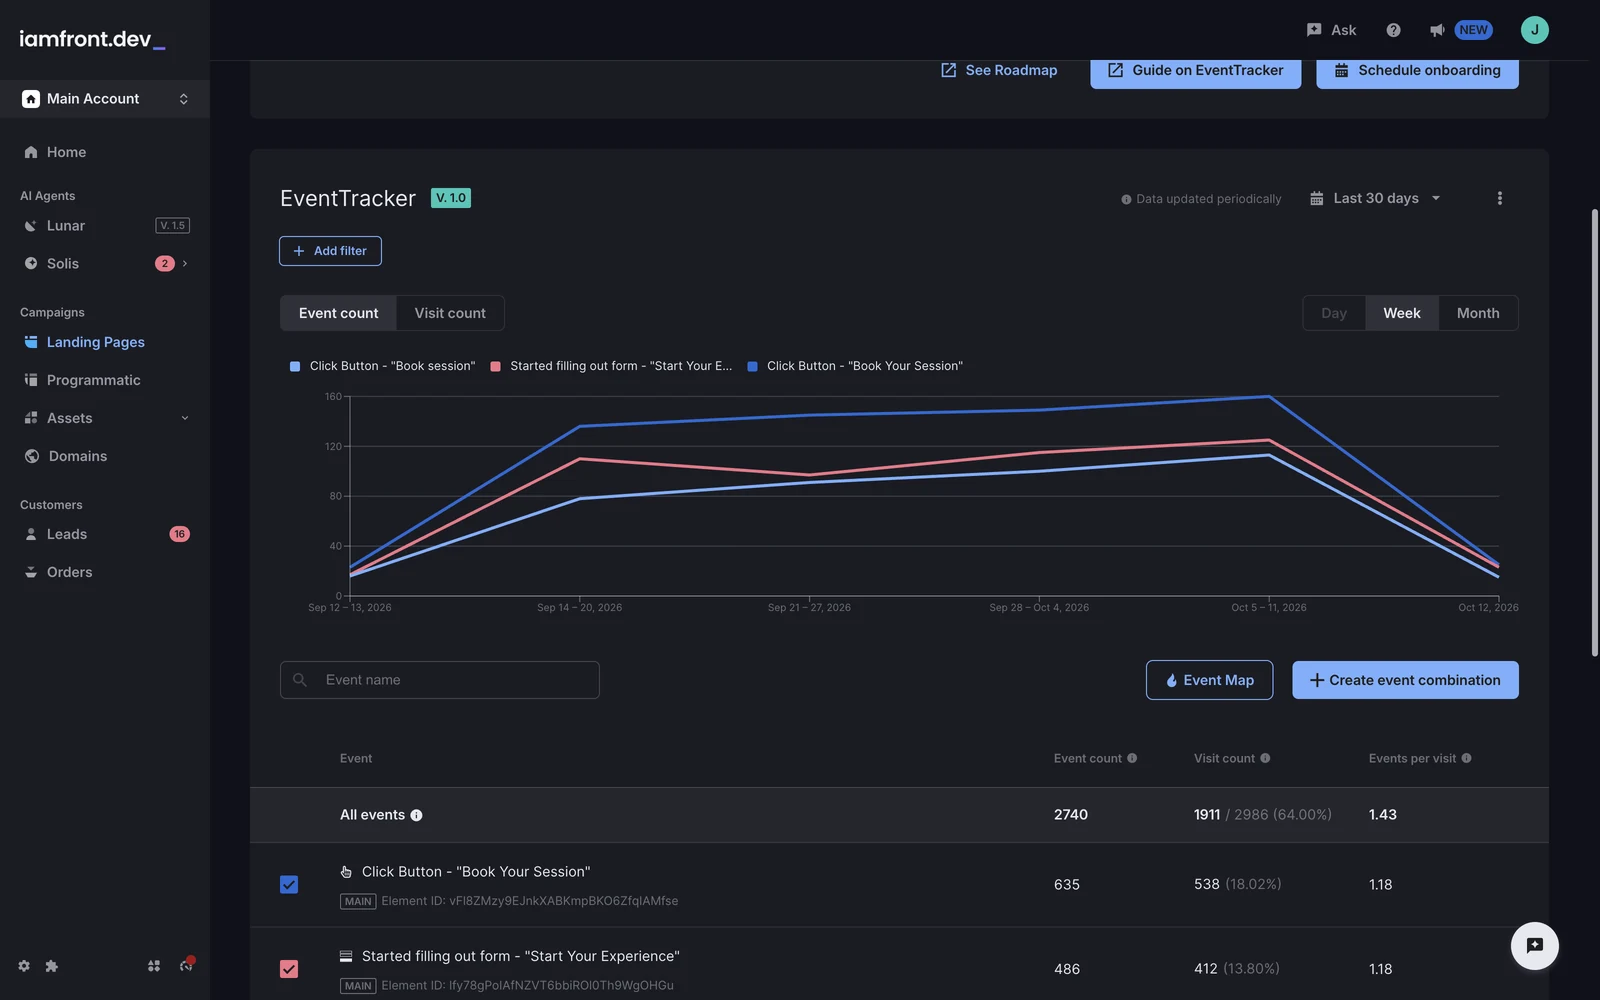 iamfront.dev_
Ask
NEW
J
Main Account
See Roadmap
Guide on EventTracker
Schedule onboarding
Home
AI Agents
Lunar
V. 1.5
Solis
2
Campaigns
Landing Pages
Programmatic
Assets
Domains
Customers
Leads
16
Orders
EventTracker
V. 1.0
Data updated periodically
Last 30 days
Add filter
Event count
Visit count
Day
Week
Month
Click Button - "Book session"
Started filling out form - "Start Your E...
Click Button - "Book Your Session"
160
120
80
40
0
Sep 12 – 13, 2026
Sep 14 – 20, 2026
Sep 21 – 27, 2026
Sep 28 – Oct 4, 2026
Oct 5 – 11, 2026
Oct 12, 2026
Event name
Event Map
Create event combination
Event
Event count
Visit count
Events per visit
All events
2740
1911 / 2986 (64.00%)
1.43
Click Button - "Book Your Session"
MAIN Element ID: vFI8ZMzy9EJnkXABKmpBKO6ZfqIAMfse
635
538 (18.02%)
1.18
Started filling out form - "Start Your Experience"
MAIN Element ID: Ify78gPoIAfNZVT6bbiROI0Th9WgOHGu
486
412 (13.80%)
1.18